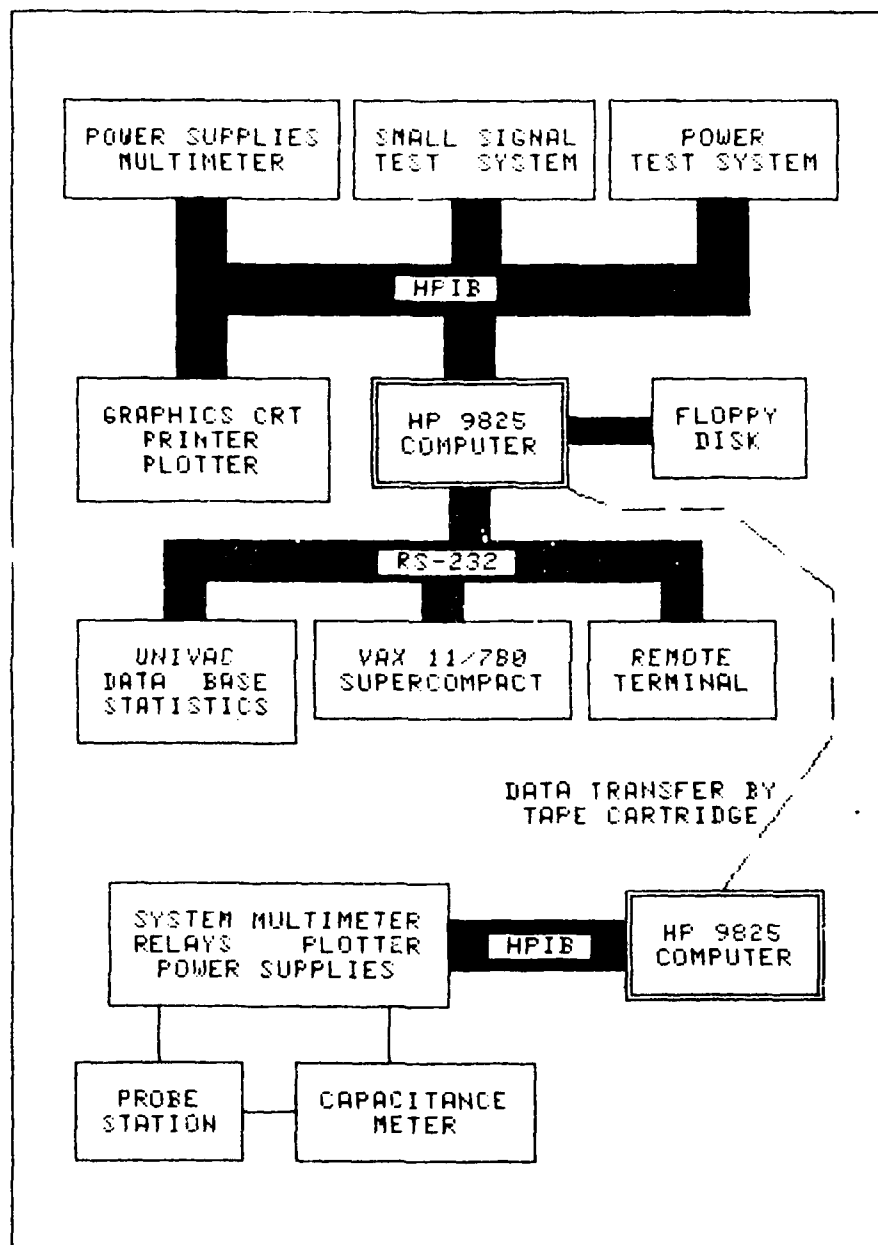 POWER SUPPLIES
MULTIMETER
SMALL SIGNAL
TEST SYSTEM
POWER
TEST SYSTEM
HPIB
GRAPHICS CRT
PRINTER
PLOTTER
HP 9825
COMPUTER
FLOPPY
DISK
RS-232
UNIVAC
DATA BASE
STATISTICS
VAX 11/780
SUPERCOMPACT
REMOTE
TERMINAL
DATA TRANSFER BY
TAPE CARTRIDGE
SYSTEM MULTIMETER
RELAYS PLOTTER
POWER SUPPLIES
HPIB
HP 9825
COMPUTER
PROBE
STATION
CAPACITANCE
METER